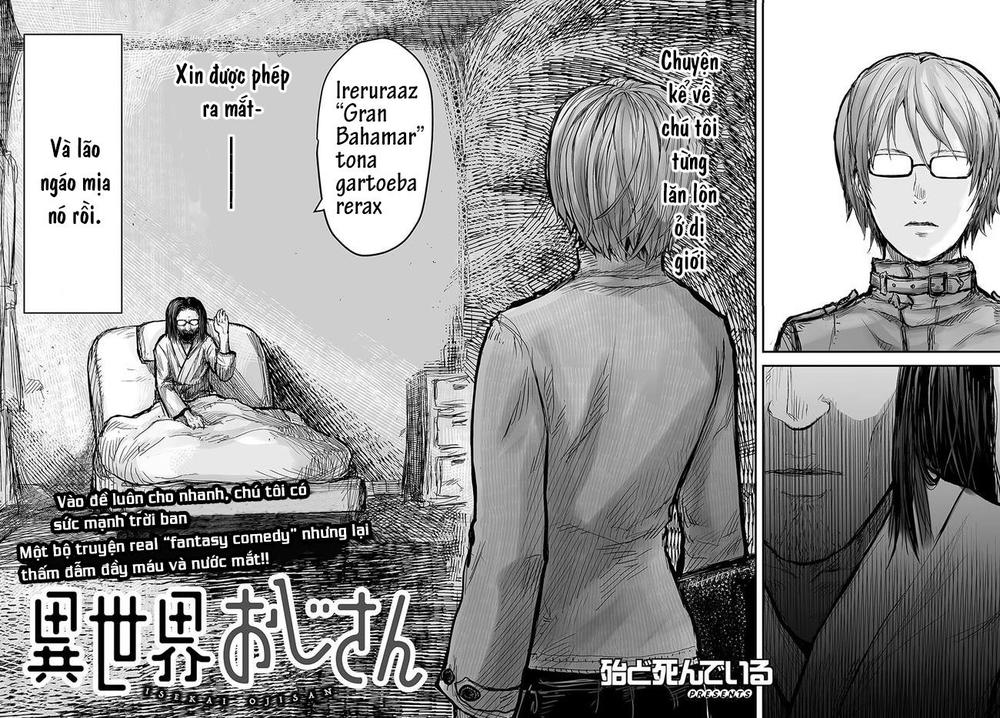 Chuyện
kể về
chú tôi
từng
lăn lộn
ở dị
giới
Ireruraaz
“Gran
Bahamar”
tona
gartoeba
rerax
Xin được phép
ra mắt-
Và lão
ngáo mịa
nó rồi.
Vào đề luôn cho nhanh, chú tôi có
sức mạnh trời ban
Một bộ truyện real “fantasy comedy” nhưng lại
thấm đẫm đầy máu và nước mắt!!
異世界おじさん
ISEKAI OJISAN
殆ど死んでいる
PRESENTS